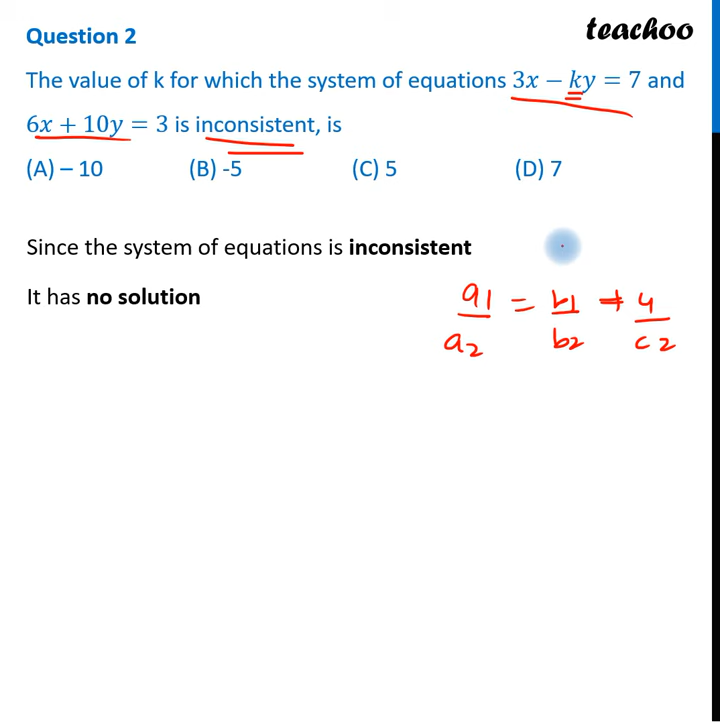 teachoo
Question 2
The value of k for which the system of equations 3x − ky = 7 and
6x + 10y = 3 is inconsistent, is
(A) – 10 (B) -5 (C) 5 (D) 7
Since the system of equations is inconsistent
It has no solution
a1/a2 = b1/b2 ≠ c1/c2